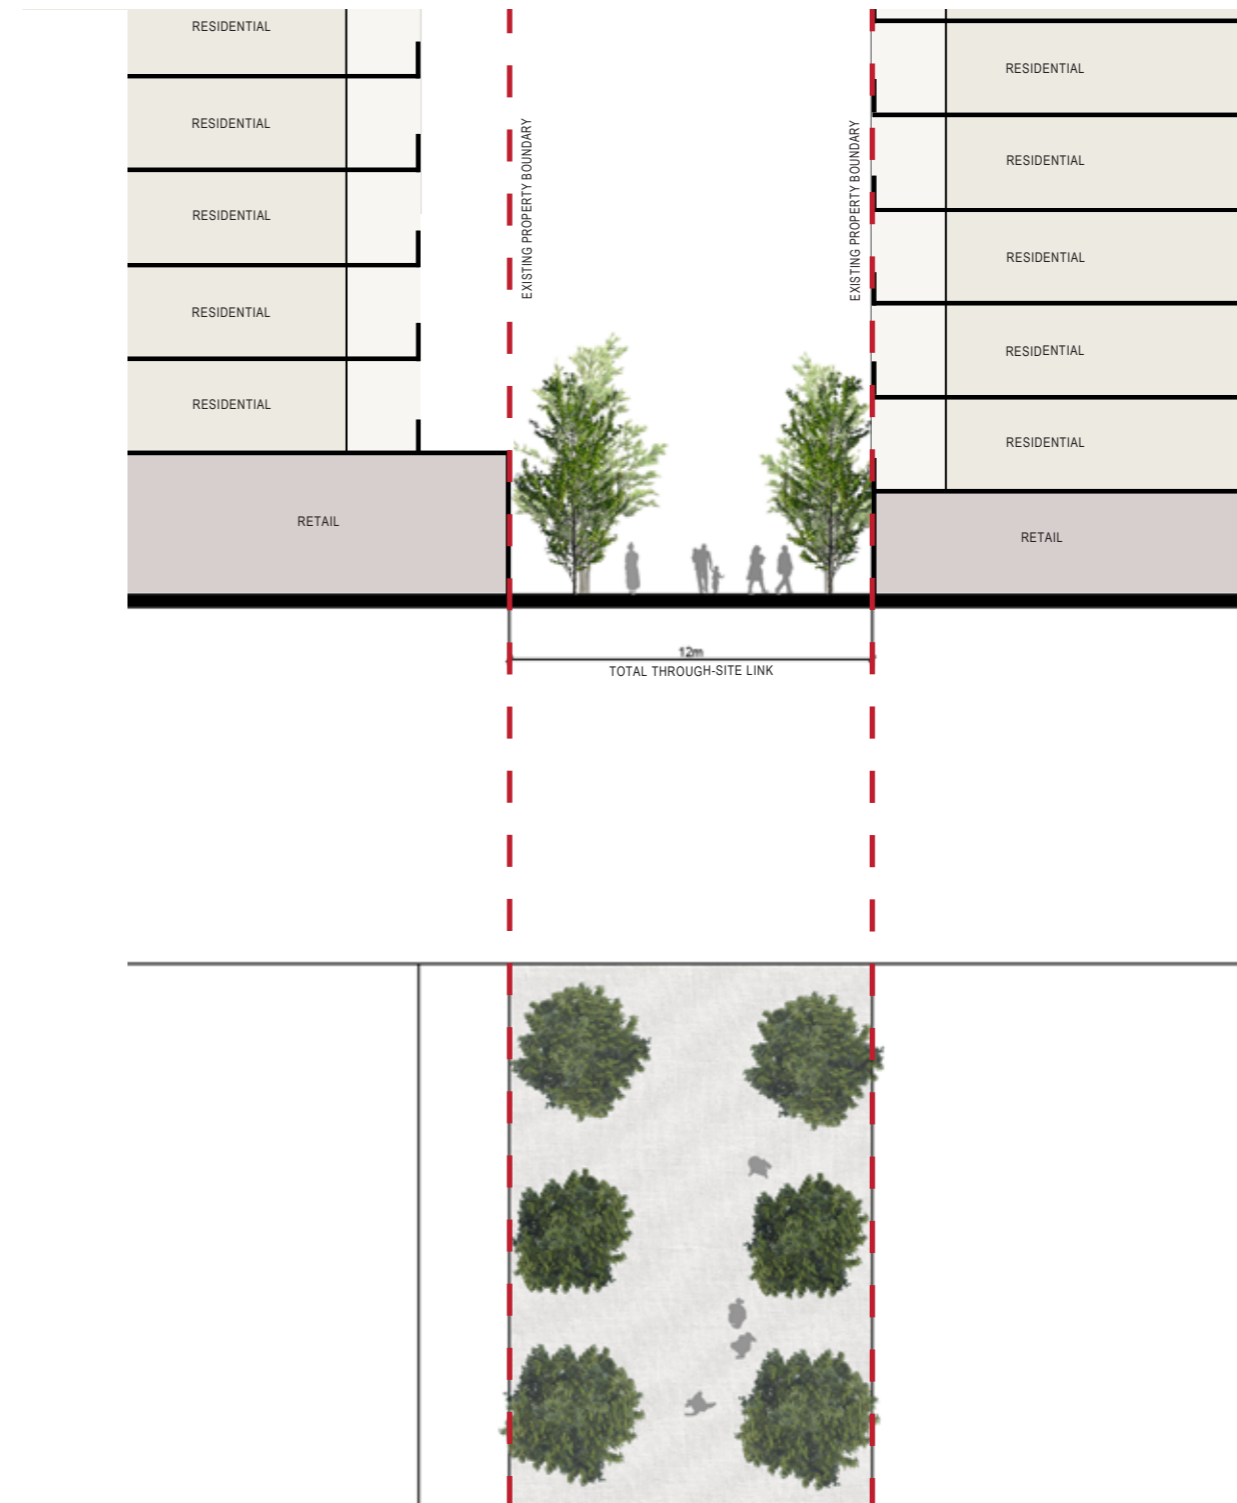 RESIDENTIAL
RESIDENTIAL
RESIDENTIAL
RESIDENTIAL
RESIDENTIAL
RETAIL
EXISTING PROPERTY BOUNDARY
EXISTING PROPERTY BOUNDARY
RESIDENTIAL
RESIDENTIAL
RESIDENTIAL
RESIDENTIAL
RESIDENTIAL
RETAIL
12m
TOTAL THROUGH-SITE LINK